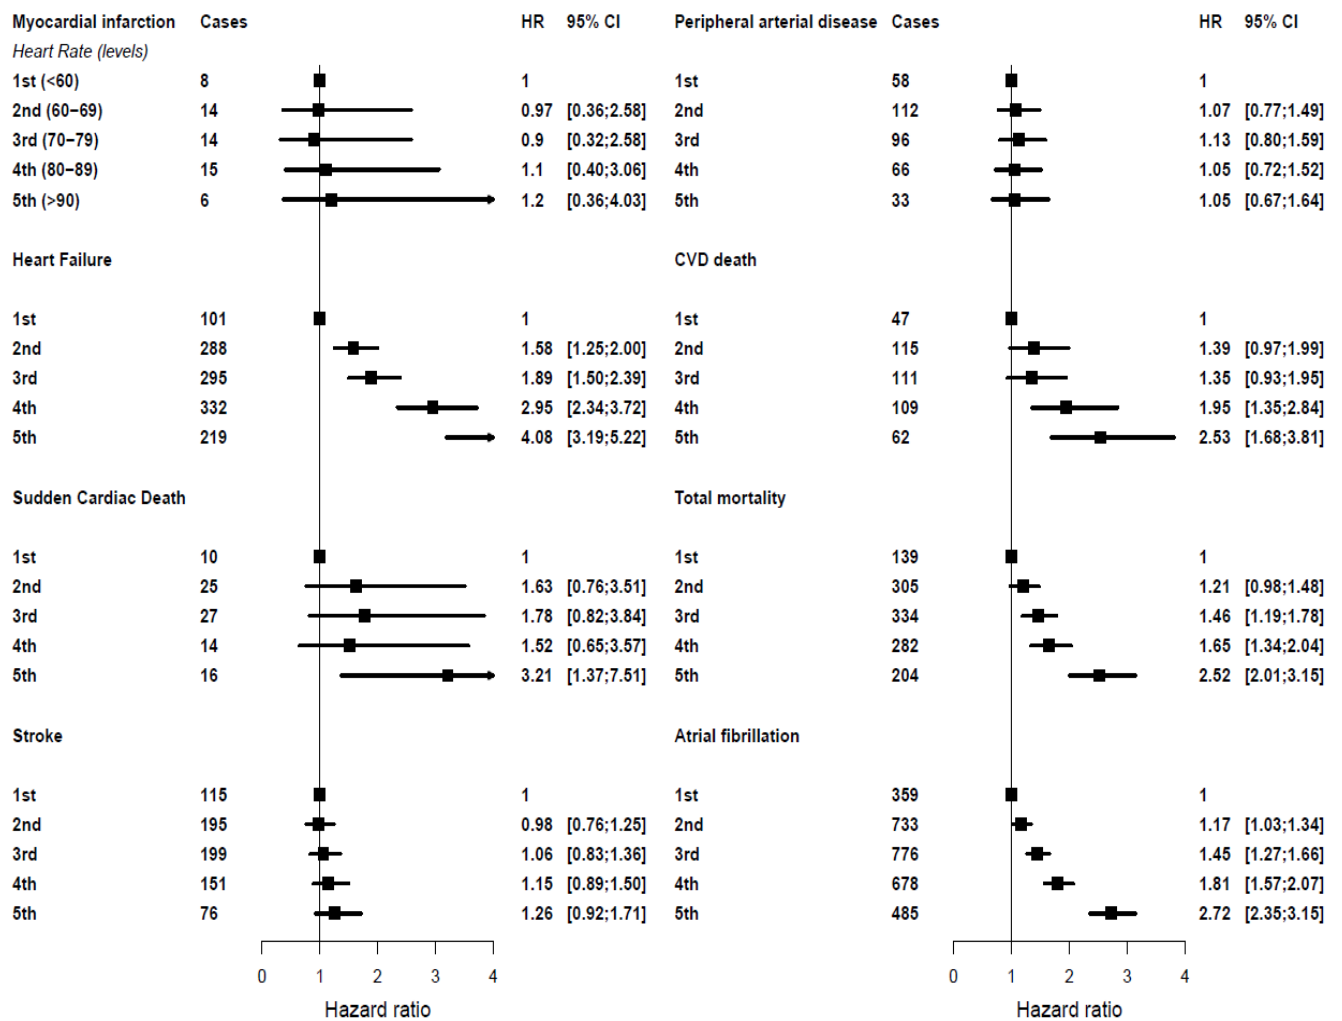 Myocardial infarction Cases HR 95% CI
Heart Rate (levels)
1st (<60) 8 1
2nd (60−69) 14 0.97 [0.36;2.58]
3rd (70−79) 14 0.9 [0.32;2.58]
4th (80−89) 15 1.1 [0.40;3.06]
5th (>90) 6 1.2 [0.36;4.03]
Heart Failure
1st 101 1
2nd 288 1.58 [1.25;2.00]
3rd 295 1.89 [1.50;2.39]
4th 332 2.95 [2.34;3.72]
5th 219 4.08 [3.19;5.22]
Sudden Cardiac Death
1st 10 1
2nd 25 1.63 [0.76;3.51]
3rd 27 1.78 [0.82;3.84]
4th 14 1.52 [0.65;3.57]
5th 16 3.21 [1.37;7.51]
Stroke
1st 115 1
2nd 195 0.98 [0.76;1.25]
3rd 199 1.06 [0.83;1.36]
4th 151 1.15 [0.89;1.50]
5th 76 1.26 [0.92;1.71]
0 1 2 3 4
Hazard ratio
Peripheral arterial disease Cases HR 95% CI
1st 58 1
2nd 112 1.07 [0.77;1.49]
3rd 96 1.13 [0.80;1.59]
4th 66 1.05 [0.72;1.52]
5th 33 1.05 [0.67;1.64]
CVD death
1st 47 1
2nd 115 1.39 [0.97;1.99]
3rd 111 1.35 [0.93;1.95]
4th 109 1.95 [1.35;2.84]
5th 62 2.53 [1.68;3.81]
Total mortality
1st 139 1
2nd 305 1.21 [0.98;1.48]
3rd 334 1.46 [1.19;1.78]
4th 282 1.65 [1.34;2.04]
5th 204 2.52 [2.01;3.15]
Atrial fibrillation
1st 359 1
2nd 733 1.17 [1.03;1.34]
3rd 776 1.45 [1.27;1.66]
4th 678 1.81 [1.57;2.07]
5th 485 2.72 [2.35;3.15]
0 1 2 3 4
Hazard ratio